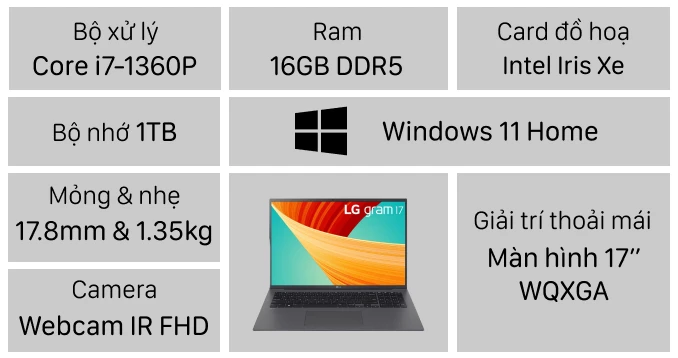 Bộ xử lý
Core i7-1360P
Ram
16GB DDR5
Card đồ hoạ
Intel Iris Xe
Bộ nhớ 1TB
Windows 11 Home
Mỏng & nhẹ
17.8mm & 1.35kg
LG gram17
Giải trí thoải mái
Màn hình 17’’
WQXGA
Camera
Webcam IR FHD